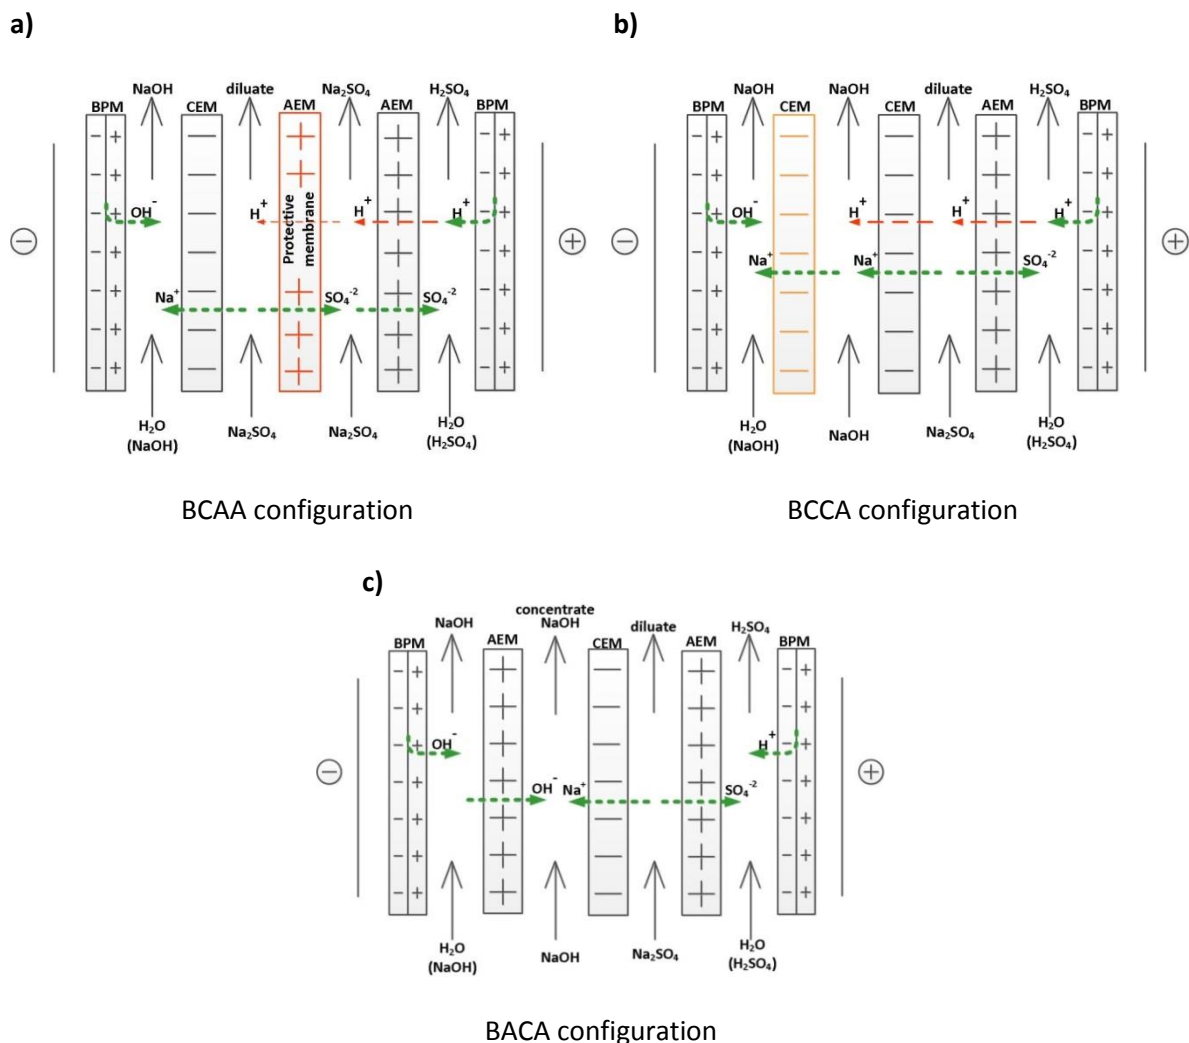 a)
NaOH diluate Na₂SO₄ H₂SO₄
BPM CEM AEM AEM BPM
OH⁻ H⁺ H⁺ H⁺
Protective
membrane
Na⁺ SO₄⁻² SO₄⁻²
H₂O
(NaOH) Na₂SO₄ Na₂SO₄ H₂O
(H₂SO₄)
BCAA configuration
b)
NaOH NaOH diluate H₂SO₄
BPM CEM CEM AEM BPM
OH⁻ H⁺ H⁺ H⁺
Na⁺ Na⁺ SO₄⁻²
H₂O
(NaOH) NaOH Na₂SO₄ H₂O
(H₂SO₄)
BCCA configuration
c)
concentrate
NaOH NaOH diluate H₂SO₄
BPM AEM CEM AEM BPM
OH⁻ H⁺
OH⁻ Na⁺ SO₄⁻²
H₂O
(NaOH) NaOH Na₂SO₄ H₂O
(H₂SO₄)
BACA configuration